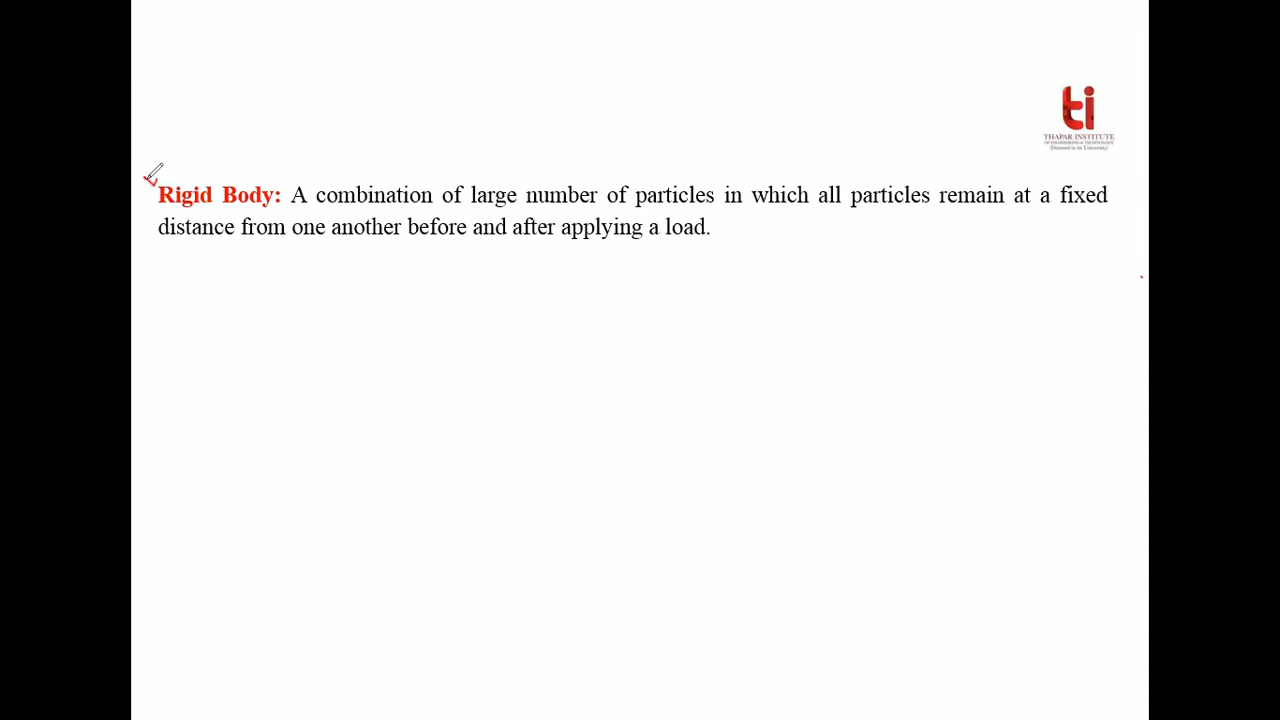 ti
THAPAR INSTITUTE
OF ENGINEERING & TECHNOLOGY
(Deemed to be University)
Rigid Body: A combination of large number of particles in which all particles remain at a fixed
distance from one another before and after applying a load.